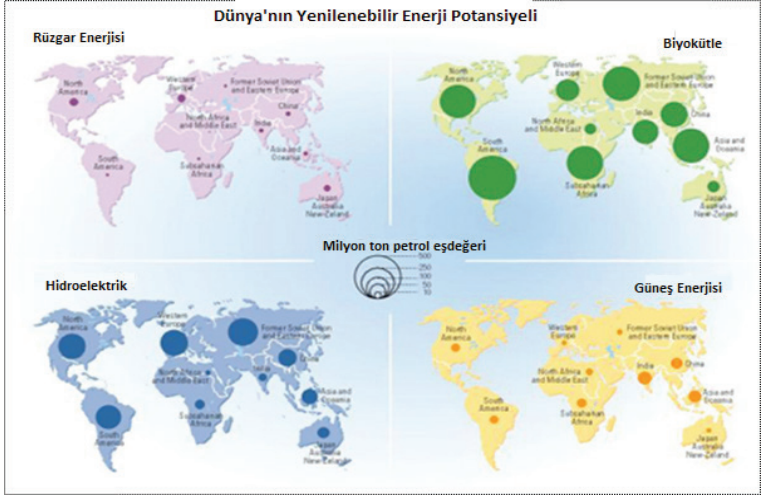 Dünya'nın Yenilenebilir Enerji Potansiyeli
Rüzgar Enerjisi
North
America
Western
Europe
Former Soviet Union
and Eastern Europe
North Africa
and Middle East
China
India
South
America
Subsaharian
Africa
Asia and
Oceania
Japan
Australia
New-Zeland
Biyokütle
North
America
Western
Europe
Former Soviet Union
and Eastern Europe
North Africa
and Middle East
India
China
South
America
Subsaharian
Africa
Asia and
Oceania
Japan
Australia
New-Zeland
Milyon ton petrol eşdeğeri
500
250
100
50
10
Hidroelektrik
North
America
Western
Europe
Former Soviet Union
and Eastern Europe
North Africa
and Middle East
India
China
South
America
Subsaharian
Africa
Asia and
Oceania
Japan
Australia
New-Zeland
Güneş Enerjisi
North
America
Western
Europe
Former Soviet Union
and Eastern Europe
North Africa
and Middle East
India
China
South
America
Subsaharian
Africa
Asia and
Oceania
Japan
Australia
New-Zeland